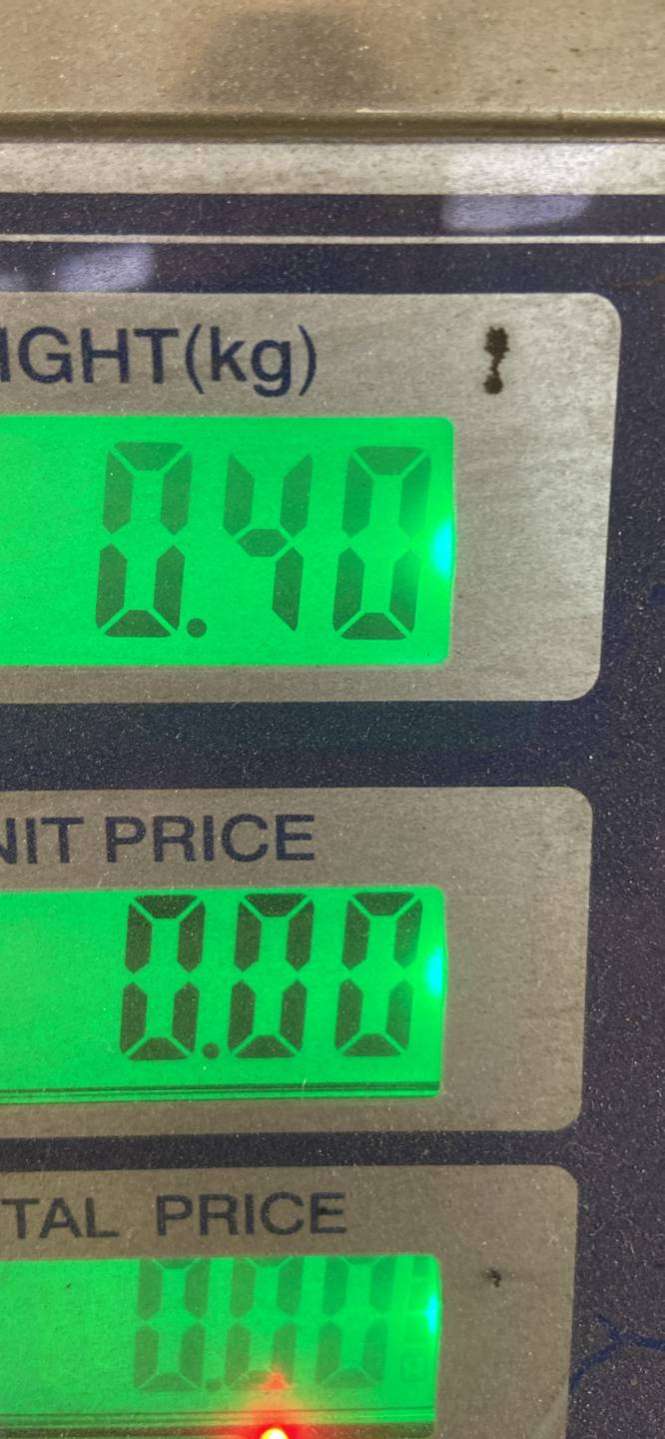 IGHT(kg)
0.40
NIT PRICE
0.00
TAL PRICE
0.00